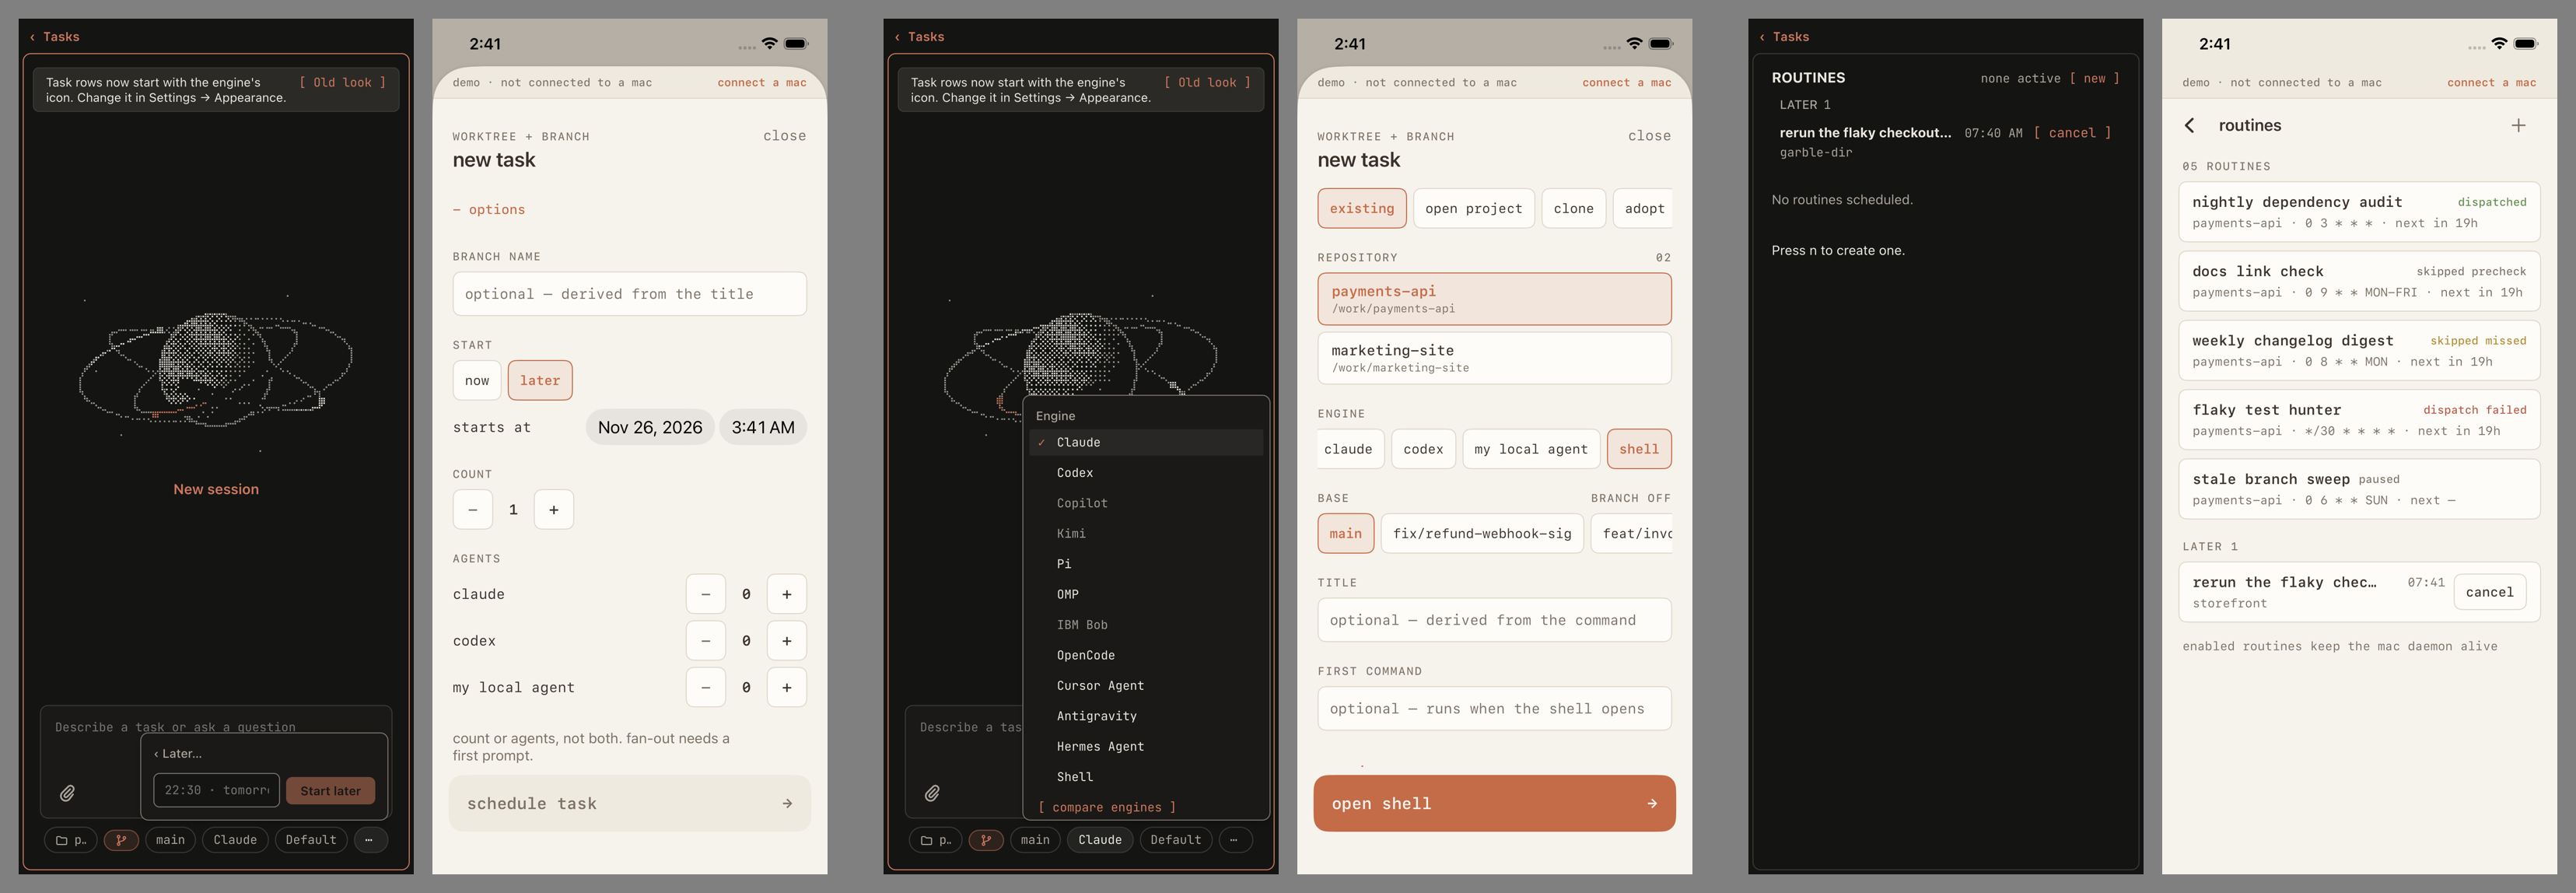 ‹ Tasks
Task rows now start with the engine's [ Old look ]
icon. Change it in Settings → Appearance.
New session
Describe a task or ask a question
‹ Later...
22:30 · tomorr
Start later
p..
main
Claude
Default
⋯
2:41
demo · not connected to a mac
connect a mac
WORKTREE + BRANCH
close
new task
− options
BRANCH NAME
optional — derived from the title
START
now
later
starts at
Nov 26, 2026
3:41 AM
COUNT
− 1 +
AGENTS
claude − 0 +
codex − 0 +
my local agent − 0 +
count or agents, not both. fan-out needs a
first prompt.
schedule task →
‹ Tasks
Task rows now start with the engine's [ Old look ]
icon. Change it in Settings → Appearance.
Engine
✓ Claude
Codex
Copilot
Kimi
Pi
OMP
IBM Bob
OpenCode
Cursor Agent
Antigravity
Hermes Agent
Shell
[ compare engines ]
Describe a tas
p..
main
Claude
Default
⋯
2:41
demo · not connected to a mac
connect a mac
WORKTREE + BRANCH
close
new task
existing
open project
clone
adopt
REPOSITORY
02
payments-api
/work/payments-api
marketing-site
/work/marketing-site
ENGINE
claude
codex
my local agent
shell
BASE
BRANCH OFF
main
fix/refund-webhook-sig
feat/invo
TITLE
optional — derived from the command
FIRST COMMAND
optional — runs when the shell opens
open shell →
‹ Tasks
ROUTINES
none active [ new ]
LATER 1
rerun the flaky checkout... 07:40 AM [ cancel ]
garble-dir
No routines scheduled.
Press n to create one.
2:41
demo · not connected to a mac
connect a mac
routines
+
05 ROUTINES
nightly dependency audit dispatched
payments-api · 0 3 * * * · next in 19h
docs link check skipped precheck
payments-api · 0 9 * * MON-FRI · next in 19h
weekly changelog digest skipped missed
payments-api · 0 8 * * MON · next in 19h
flaky test hunter dispatch failed
payments-api · */30 * * * * · next in 19h
stale branch sweep paused
payments-api · 0 6 * * SUN · next —
LATER 1
rerun the flaky chec… 07:41
cancel
storefront
enabled routines keep the mac daemon alive